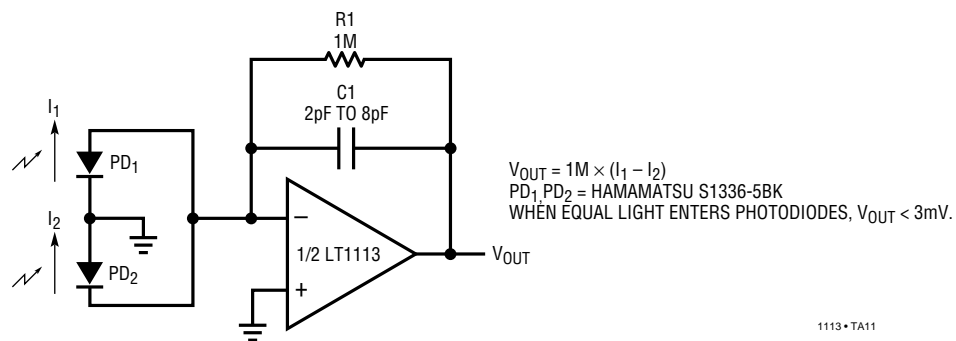 R1
1M
C1
2pF TO 8pF
I1
PD1
I2
PD2
−
1/2 LT1113
+
VOUT
VOUT = 1M × (I1 – I2)
PD1,PD2 = HAMAMATSU S1336-5BK
WHEN EQUAL LIGHT ENTERS PHOTODIODES, VOUT < 3mV.
1113 • TA11